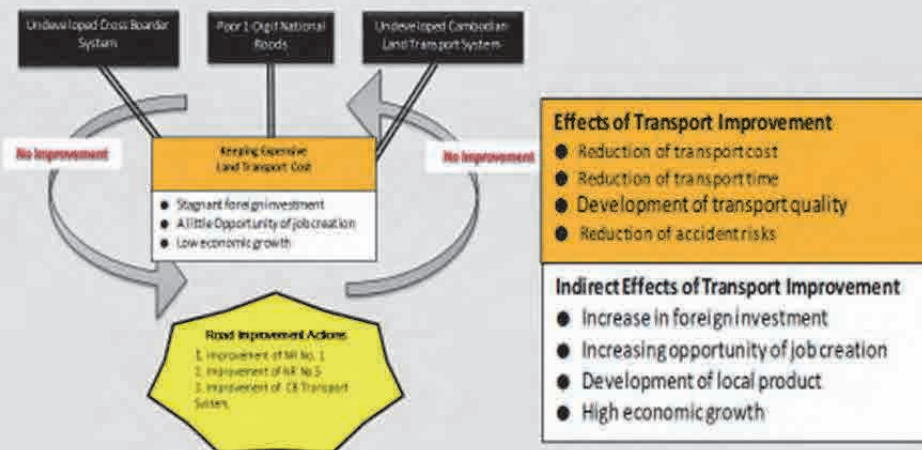 Undeveloped Cross Boarder
System
Poor 1-Digit National
Roads
Undeveloped Cambodian
Land Transport System
No Improvement
Keeping Expensive
Land Transport Cost
● Stagnant foreign investment
● A little Opportunity of job creation
● Low economic growth
No Improvement
Road Improvement Actions
1. Improvement of NR No. 1
2. Improvement of NR No 5
3. Improvement of CB Transport
System
Effects of Transport Improvement
● Reduction of transport cost
● Reduction of transport time
● Development of transport quality
● Reduction of accident risks
Indirect Effects of Transport Improvement
● Increase in foreign investment
● Increasing opportunity of job creation
● Development of local product
● High economic growth